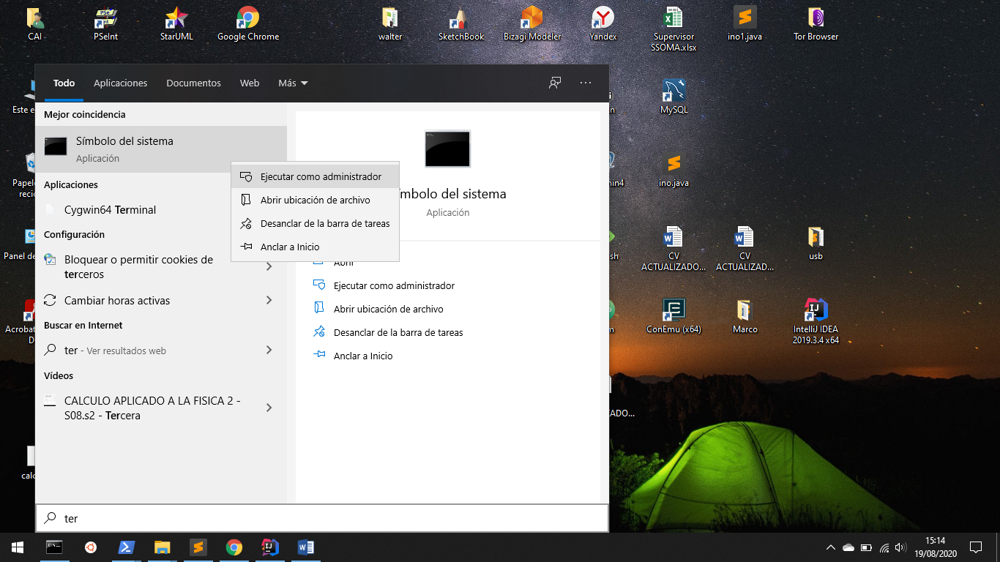 CAI
PSeInt
StarUML
Google Chrome
walter
SketchBook
Bizagi Modeler
Yandex
Supervisor
SSOMA.xlsx
ino1.java
Tor Browser
Todo
Aplicaciones
Documentos
Web
Más
Este e
MySQL
Mejor coincidencia
Símbolo del sistema
Aplicación
Ejecutar como administrador
Abrir ubicación de archivo
Desanclar de la barra de tareas
Anclar a Inicio
Papele
recic
ino.java
Aplicaciones
Cygwin64 Terminal
mbolo del sistema
Aplicación
Configuración
Bloquear o permitir cookies de
terceros
Cambiar horas activas
Panel de
CV
ACTUALIZADO...
CV
ACTUALIZADO...
usb
Abrir
Ejecutar como administrador
Abrir ubicación de archivo
Desanclar de la barra de tareas
Anclar a Inicio
Acrobat
D
ConEmu (x64)
Marco
IntelliJ IDEA
2019.3.4 x64
Buscar en Internet
ter - Ver resultados web
Vídeos
CALCULO APLICADO A LA FISICA 2 -
S08.s2 - Tercera
ZADO...
calc
ter
15:14
19/08/2020